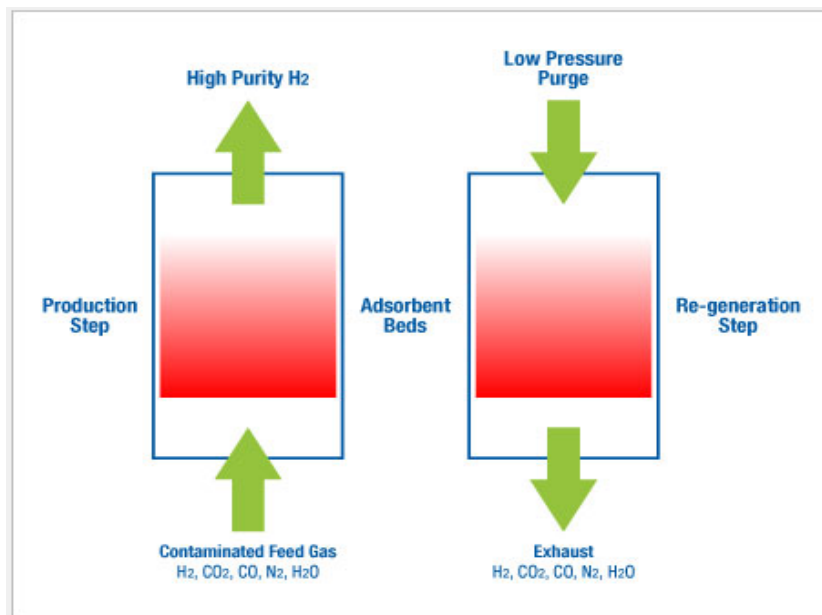 High Purity H2
Low Pressure
Purge
Production
Step
Adsorbent
Beds
Re-generation
Step
Contaminated Feed Gas
H2, CO2, CO, N2, H2O
Exhaust
H2, CO2, CO, N2, H2O